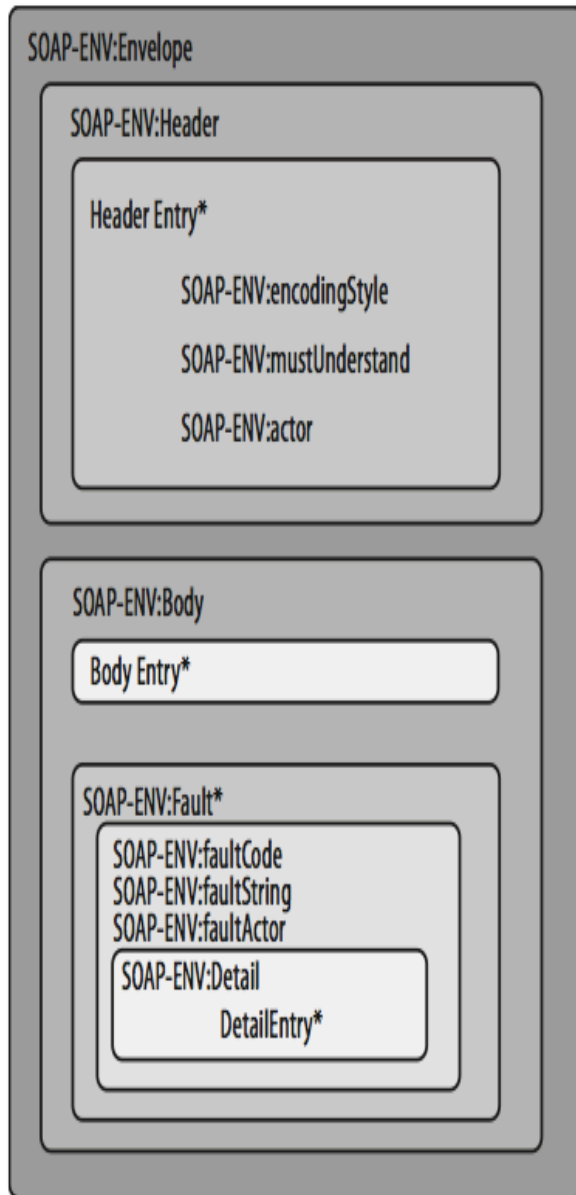 SOAP-ENV:Envelope
SOAP-ENV:Header
Header Entry*
SOAP-ENV:encodingStyle
SOAP-ENV:mustUnderstand
SOAP-ENV:actor
SOAP-ENV:Body
Body Entry*
SOAP-ENV:Fault*
SOAP-ENV:faultCode
SOAP-ENV:faultString
SOAP-ENV:faultActor
SOAP-ENV:Detail
DetailEntry*